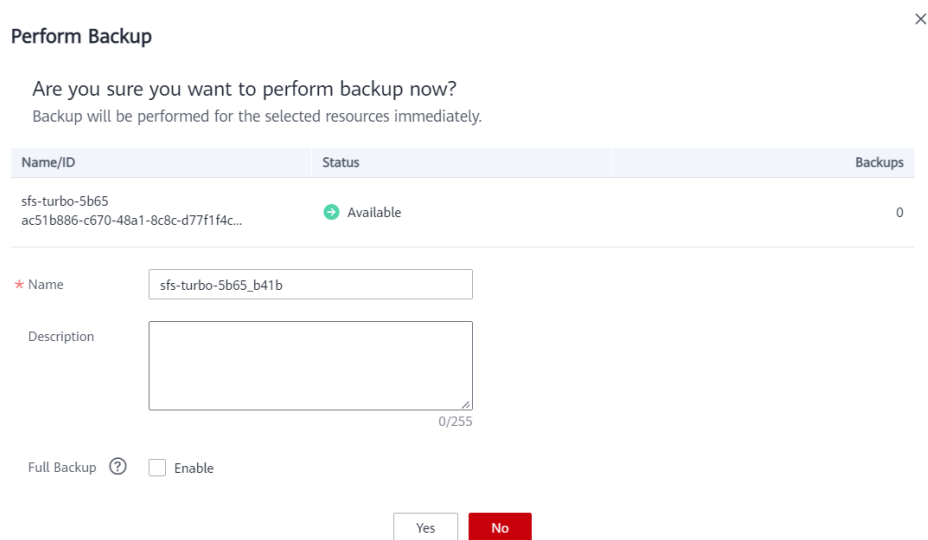 Perform Backup
Are you sure you want to perform backup now?
Backup will be performed for the selected resources immediately.
Name/ID Status Backups
sfs-turbo-5b65
ac51b886-c670-48a1-8c8c-d77f1f4c...
Available 0
* Name sfs-turbo-5b65_b41b
Description
0/255
Full Backup ? Enable
Yes No